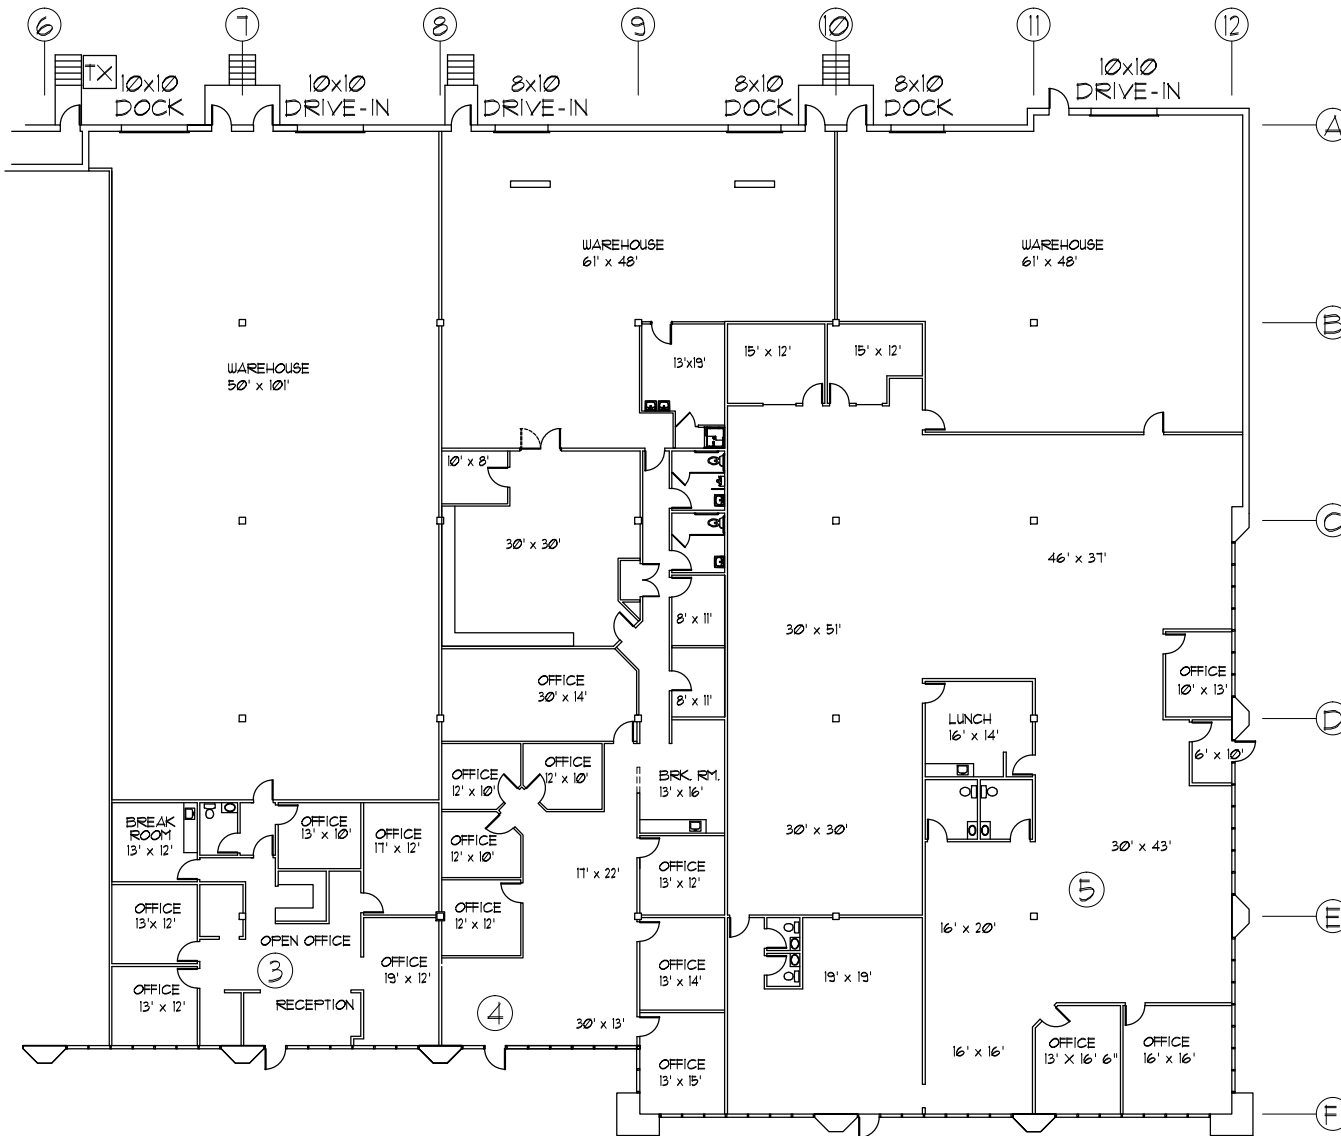 6
7
8
9
10
11
12
TX
10x10
DOCK
10x10
DRIVE-IN
8x10
DRIVE-IN
8x10
DOCK
8x10
DOCK
10x10
DRIVE-IN
A
WAREHOUSE
61' x 48'
WAREHOUSE
61' x 48'
B
WAREHOUSE
50' x 101'
13'x19'
15' x 12'
15' x 12'
10' x 8'
C
30' x 30'
46' x 37'
8' x 11'
30' x 51'
OFFICE
30' x 14'
8' x 11'
OFFICE
10' x 13'
D
LUNCH
16' x 14'
6' x 10'
OFFICE
12' x 10'
OFFICE
12' x 10'
BRK. RM.
13' x 16'
BREAK
ROOM
13' x 12'
OFFICE
13' x 10'
OFFICE
17' x 12'
OFFICE
12' x 10'
30' x 30'
30' x 43'
17' x 22'
OFFICE
13' x 12'
5
OFFICE
13'x 12'
OFFICE
12' x 12'
E
OPEN OFFICE
16' x 20'
3
OFFICE
19' x 12'
OFFICE
13' x 14'
19' x 19'
OFFICE
13' x 12'
RECEPTION
4
30' x 13'
16' x 16'
OFFICE
13' X 16' 6"
OFFICE
16' x 16'
OFFICE
13' x 15'
F